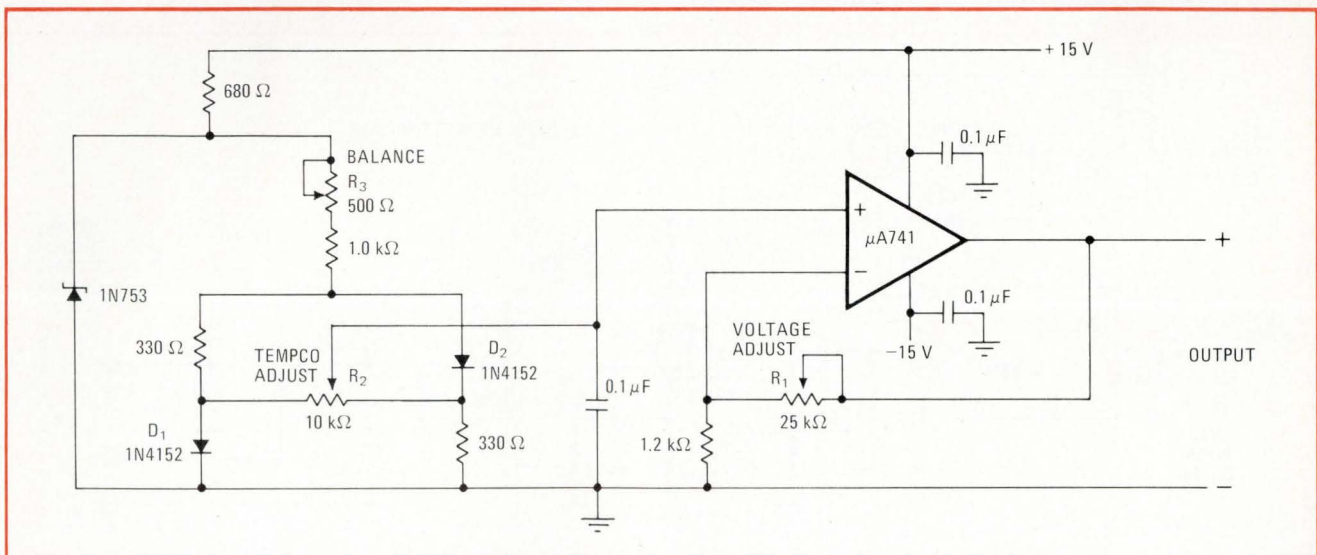 + 15 V
680 Ω
0.1 μF
BALANCE
R3
500 Ω
+
μA741
+
1.0 kΩ
−
1N753
0.1 μF
330 Ω
TEMPCO
ADJUST
R2
D2
1N4152
VOLTAGE
ADJUST
−15 V
OUTPUT
0.1 μF
R1
10 kΩ
25 kΩ
D1
1N4152
330 Ω
1.2 kΩ
−